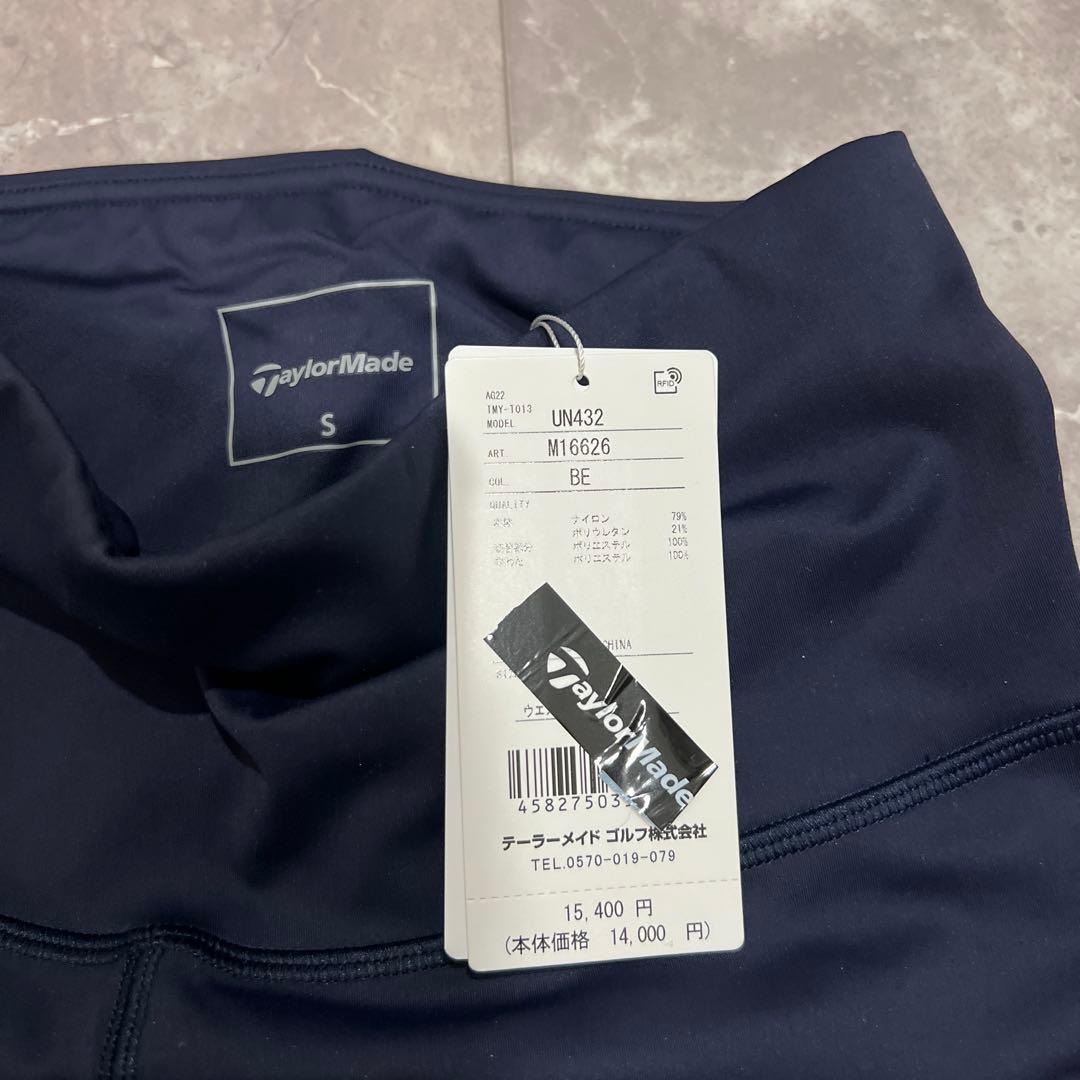 TaylorMade
S
RFID
AG22
TMY-T013
MODEL UN432
ART. M16626
COL. BE
QUALITY
ナイロン 79%
ポリウレタン 21%
ポリエステル 100%
ポリエステル 100%
CHINA
TaylorMade
45827503
テーラーメイド ゴルフ株式会社
TEL.0570-019-079
15,400 円
(本体価格 14,000 円)